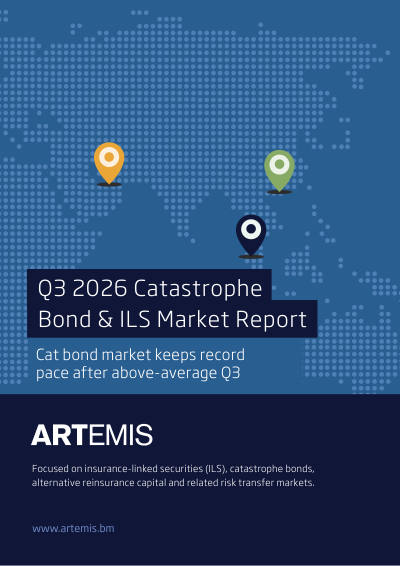 Q3 2026 Catastrophe
Bond & ILS Market Report
Cat bond market keeps record
pace after above-average Q3
ARTEMIS
Focused on insurance-linked securities (ILS), catastrophe bonds,
alternative reinsurance capital and related risk transfer markets.
www.artemis.bm